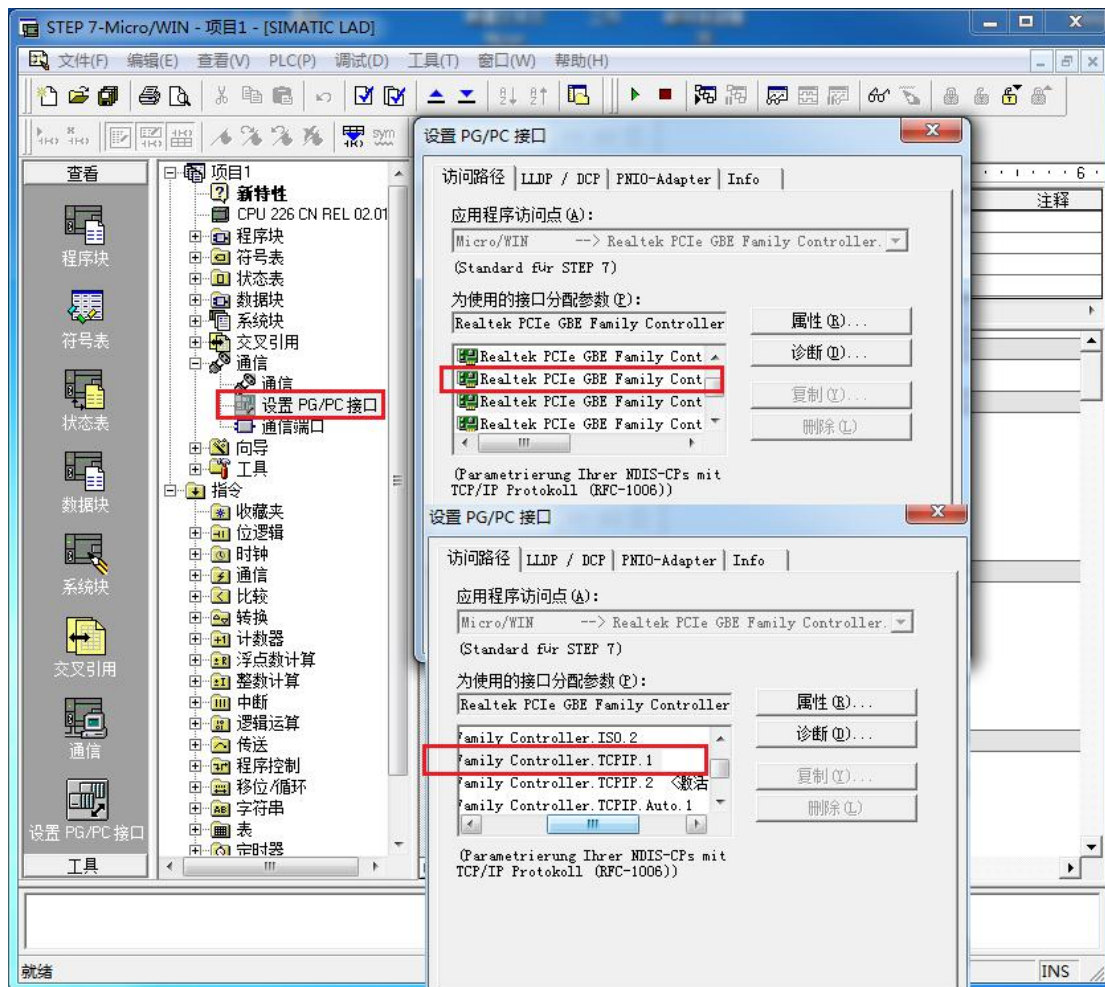 STEP 7-Micro/WIN - 项目1 - [SIMATIC LAD]
文件(F) 编辑(E) 查看(V) PLC(P) 调试(D) 工具(T) 窗口(W) 帮助(H)
sym
查看
程序块
符号表
状态表
数据块
系统块
交叉引用
通信
设置 PG/PC 接口
工具
项目1
新特性
CPU 226 CN REL 02.01
程序块
符号表
状态表
数据块
系统块
交叉引用
通信
通信
设置 PG/PC 接口
通信端口
向导
工具
指令
收藏夹
位逻辑
时钟
通信
比较
转换
计数器
浮点数计算
整数计算
中断
逻辑运算
传送
程序控制
移位/循环
字符串
表
定时器
6
注释
设置 PG/PC 接口
访问路径 LLDP / DCP PNIO-Adapter Info
应用程序访问点(A):
Micro/WIN --> Realtek PCIe GBE Family Controller.
(Standard für STEP 7)
为使用的接口分配参数(P):
Realtek PCIe GBE Family Controller
属性(R)...
Realtek PCIe GBE Family Cont
诊断(D)...
Realtek PCIe GBE Family Cont
Realtek PCIe GBE Family Cont
复制(Y)...
Realtek PCIe GBE Family Cont
删除(L)
(Parametrierung Ihrer NDIS-CPs mit
TCP/IP Protokoll (RFC-1006))
设置 PG/PC 接口
访问路径 LLDP / DCP PNIO-Adapter Info
应用程序访问点(A):
Micro/WIN --> Realtek PCIe GBE Family Controller.
(Standard für STEP 7)
为使用的接口分配参数(P):
Realtek PCIe GBE Family Controller
属性(R)...
Family Controller.ISO.2
诊断(D)...
Family Controller.TCPIP.1
Family Controller.TCPIP.2 <激活
复制(Y)...
Family Controller.TCPIP.Auto.1
删除(L)
(Parametrierung Ihrer NDIS-CPs mit
TCP/IP Protokoll (RFC-1006))
就绪
INS